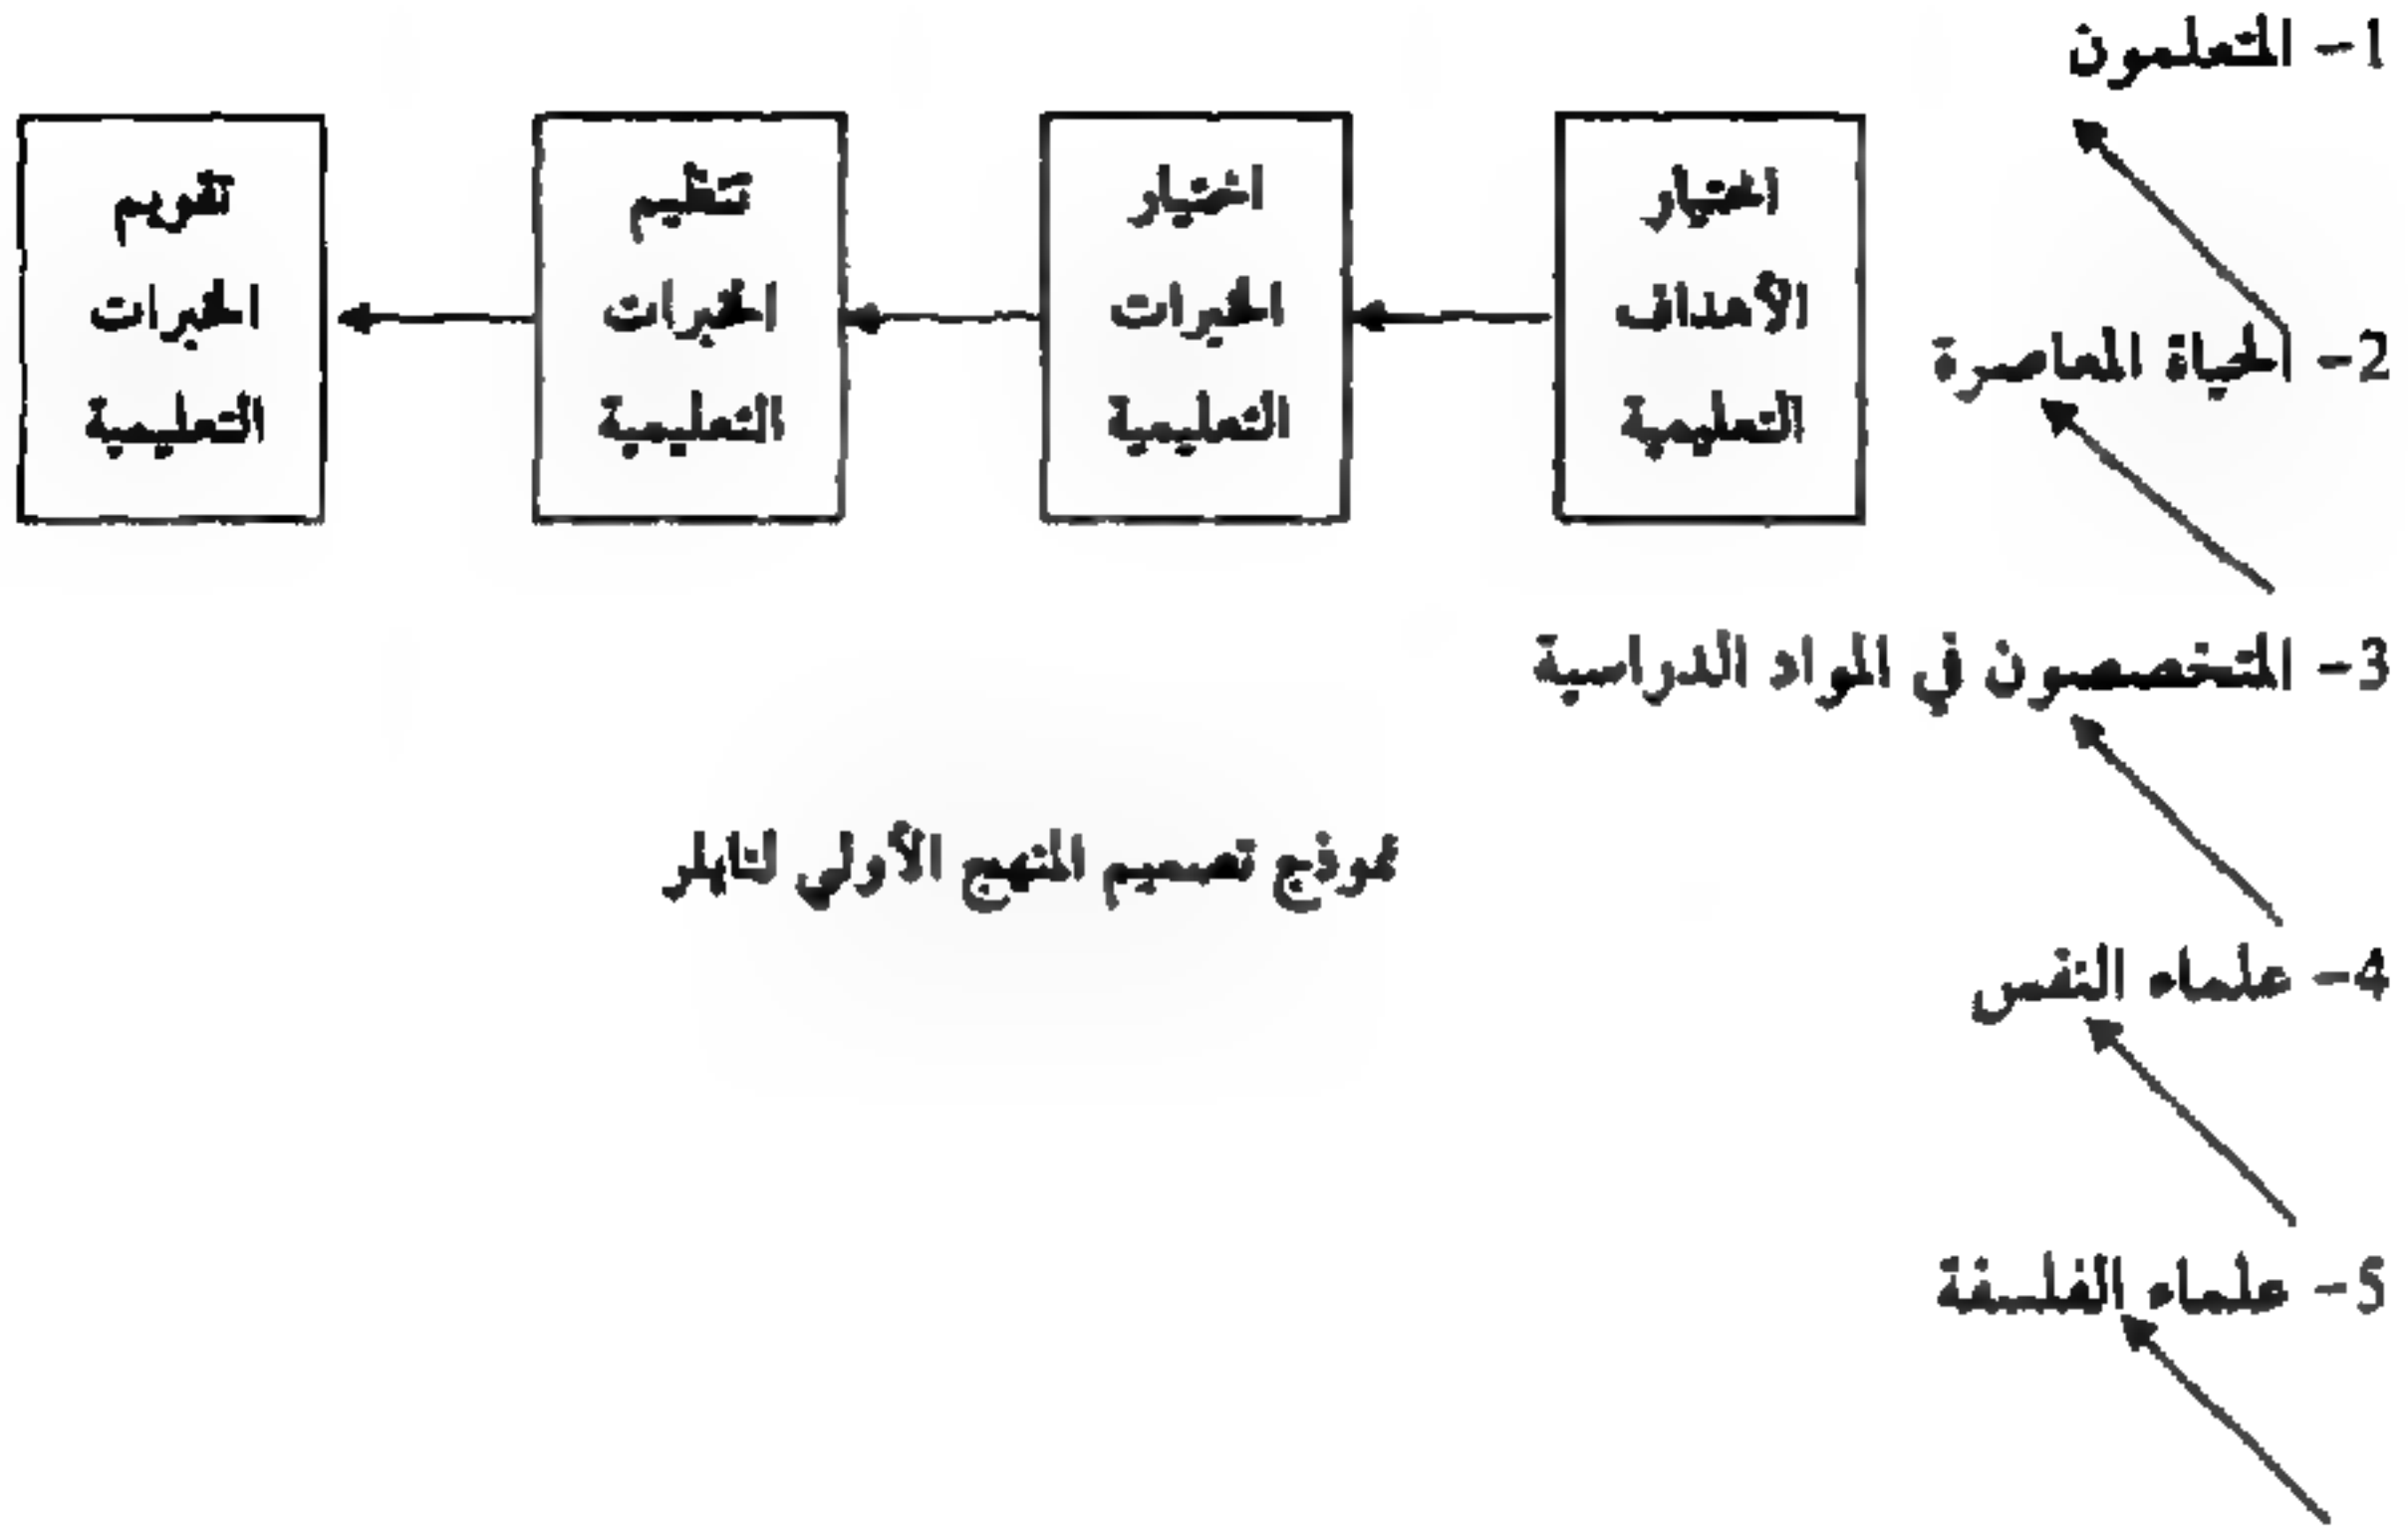 1- المتعلمون
اختيار
الأهداف
التعليمية
اختيار
الخبرات
التعليمية
تنظيم
الخبرات
التعليمية
تقويم
الخبرات
التعليمية
2- الحياة المعاصرة
3- المتخصصون في المواد الدراسية
نموذج تصميم المنهج الأولي لتايلر
4- علماء النفس
5- علماء الفلسفة